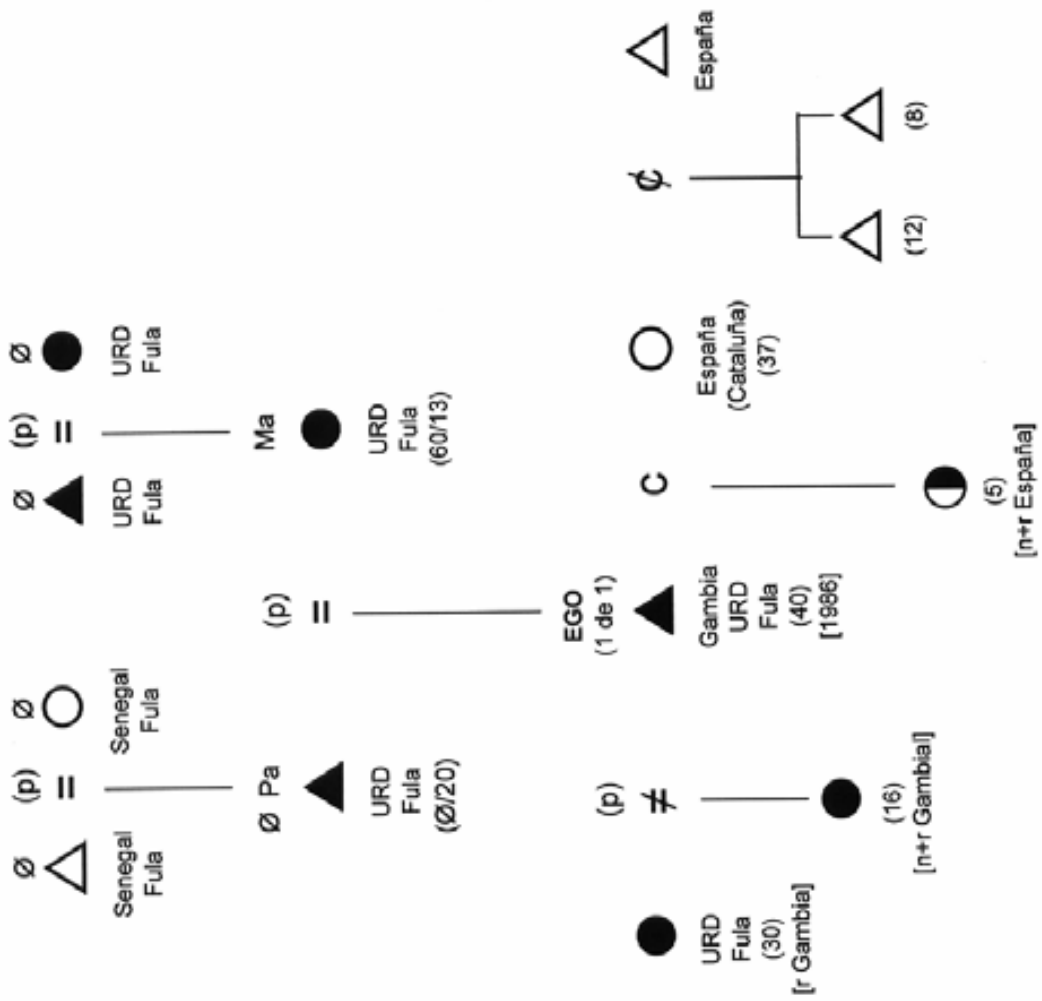 Ø (p) Ø Ø (p) Ø
= =
Senegal Senegal URD URD
Fula Fula Fula Fula
Ø Pa (p) Ma
=
URD URD
Fula Fula
(Ø/20) (60/13)
EGO
(p) (1 de 1)
≠ C ₵
URD Gambia España España
Fula URD (Cataluña)
(30) Fula (37)
[r Gambia] (40)
[1986]
(16) (12) (8)
[n+r Gambial]
(5)
[n+r España]